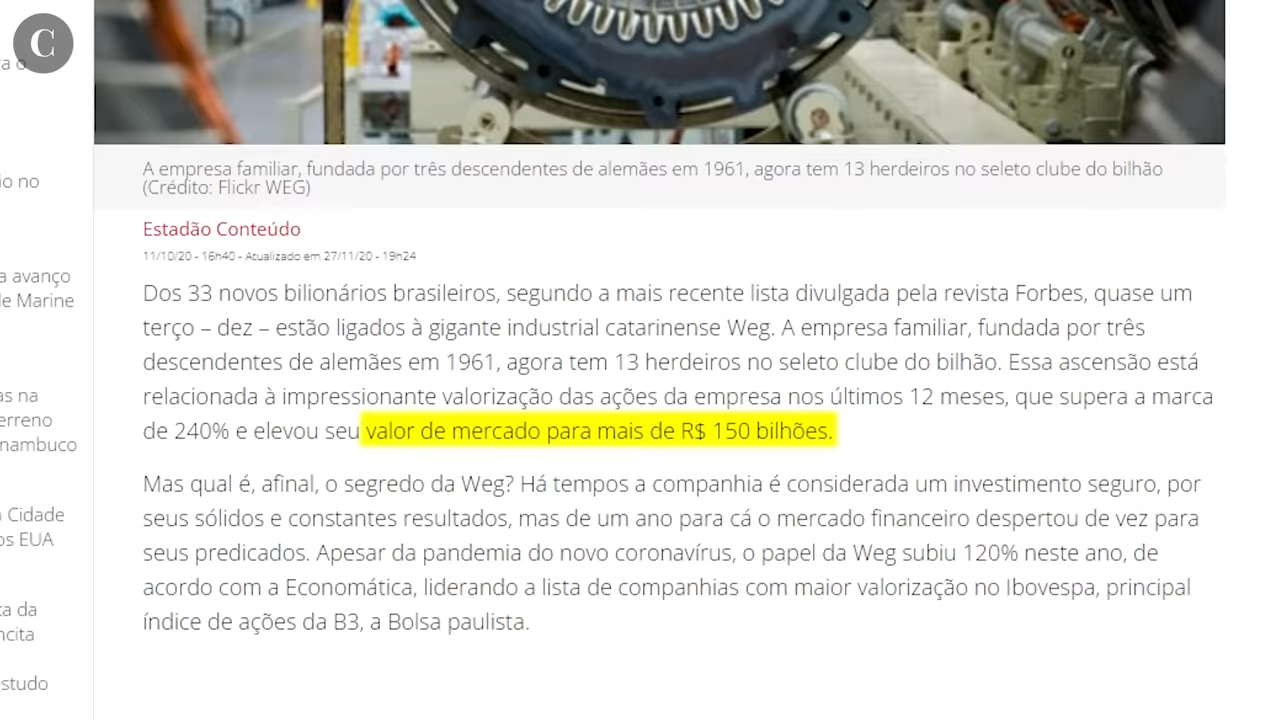 C
ra o
io no
a avanço
de Marine
as na
erreno
nambuco
a Cidade
os EUA
ta da
ncita
estudo
A empresa familiar, fundada por três descendentes de alemães em 1961, agora tem 13 herdeiros no seleto clube do bilhão
(Crédito: Flickr WEG)
Estadão Conteúdo
11/10/20 - 16h40 - Atualizado em 27/11/20 - 19h24
Dos 33 novos bilionários brasileiros, segundo a mais recente lista divulgada pela revista Forbes, quase um
terço – dez – estão ligados à gigante industrial catarinense Weg. A empresa familiar, fundada por três
descendentes de alemães em 1961, agora tem 13 herdeiros no seleto clube do bilhão. Essa ascensão está
relacionada à impressionante valorização das ações da empresa nos últimos 12 meses, que supera a marca
de 240% e elevou seu valor de mercado para mais de R$ 150 bilhões.
Mas qual é, afinal, o segredo da Weg? Há tempos a companhia é considerada um investimento seguro, por
seus sólidos e constantes resultados, mas de um ano para cá o mercado financeiro despertou de vez para
seus predicados. Apesar da pandemia do novo coronavírus, o papel da Weg subiu 120% neste ano, de
acordo com a Economática, liderando a lista de companhias com maior valorização no Ibovespa, principal
índice de ações da B3, a Bolsa paulista.